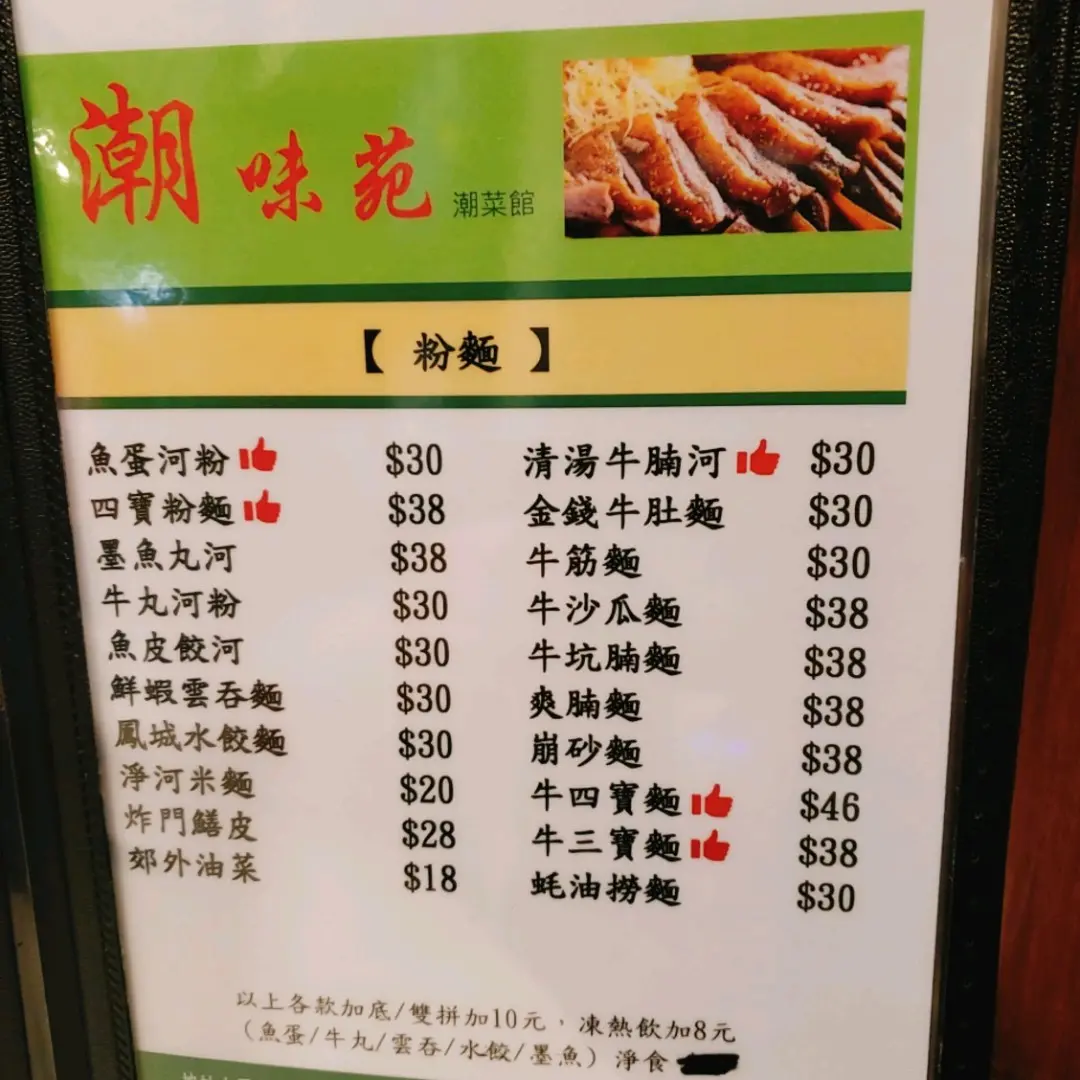 潮味苑 潮菜館
【 粉麵 】
魚蛋河粉 $30
四寶粉麵 $38
墨魚丸河 $38
牛丸河粉 $30
魚皮餃河 $30
鮮蝦雲吞麵 $30
鳳城水餃麵 $30
淨河米麵 $20
炸門鱔皮 $28
郊外油菜 $18
清湯牛腩河 $30
金錢牛肚麵 $30
牛筋麵 $30
牛沙瓜麵 $38
牛坑腩麵 $38
爽腩麵 $38
崩砂麵 $38
牛四寶麵 $46
牛三寶麵 $38
蚝油撈麵 $30
以上各款加底/雙拼加10元，凍熱飲加8元
（魚蛋/牛丸/雲吞/水餃/墨魚）淨食